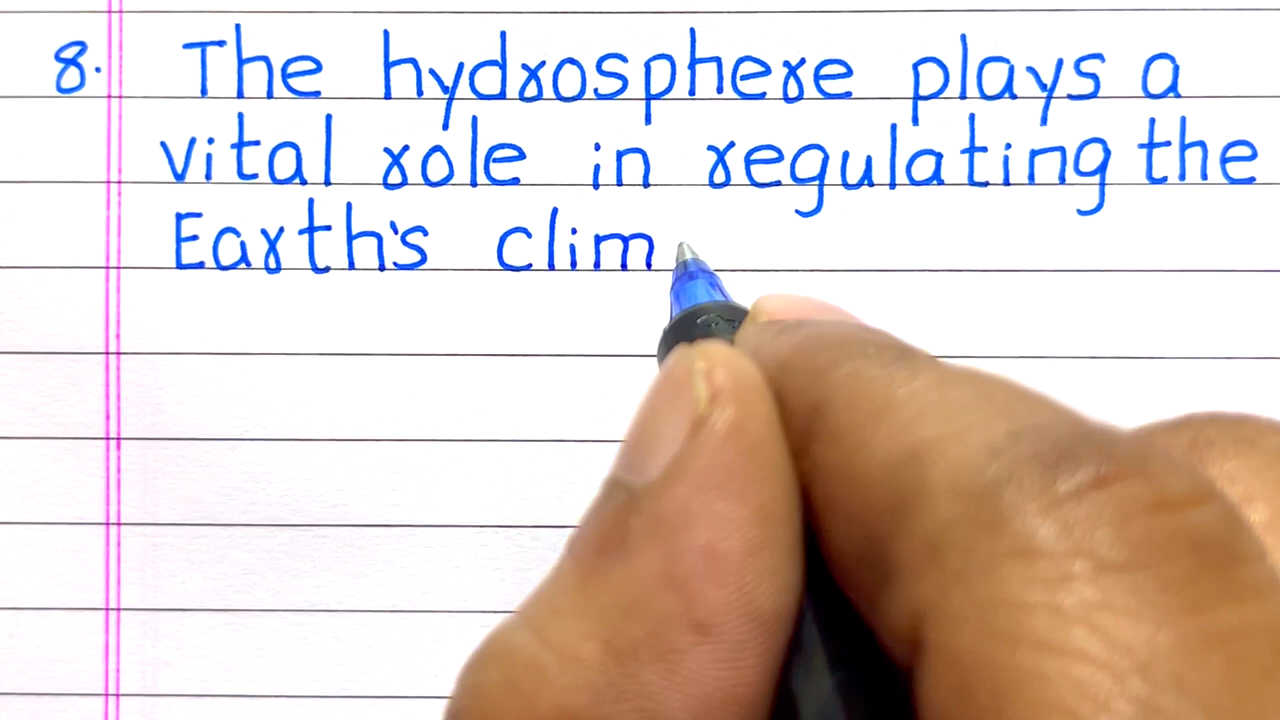 8. The hydrosphere plays a
vital role in regulating the
Earth's clim